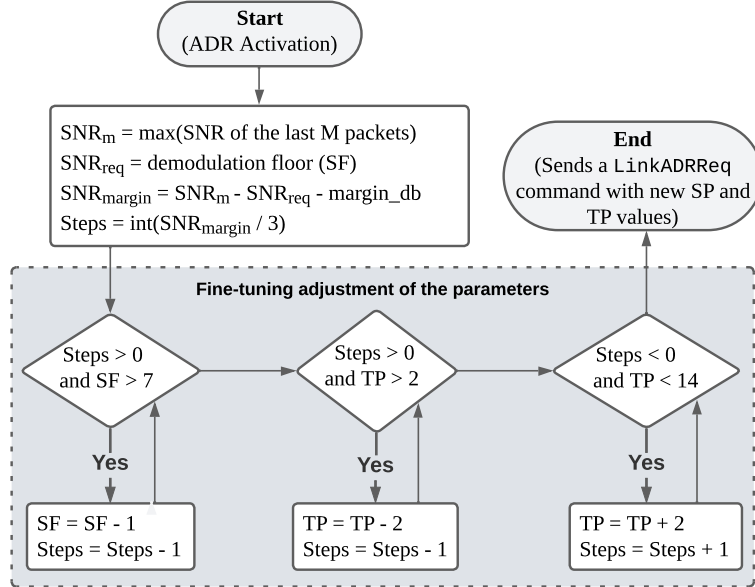 Start
(ADR Activation)
SNRm = max(SNR of the last M packets)
SNRreq = demodulation floor (SF)
SNRmargin = SNRm - SNRreq - margin_db
Steps = int(SNRmargin / 3)
End
(Sends a LinkADRReq
command with new SP and
TP values)
Fine-tuning adjustment of the parameters
Steps > 0
and SF > 7
Steps > 0
and TP > 2
Steps < 0
and TP < 14
Yes
Yes
Yes
SF = SF - 1
Steps = Steps - 1
TP = TP - 2
Steps = Steps - 1
TP = TP + 2
Steps = Steps + 1